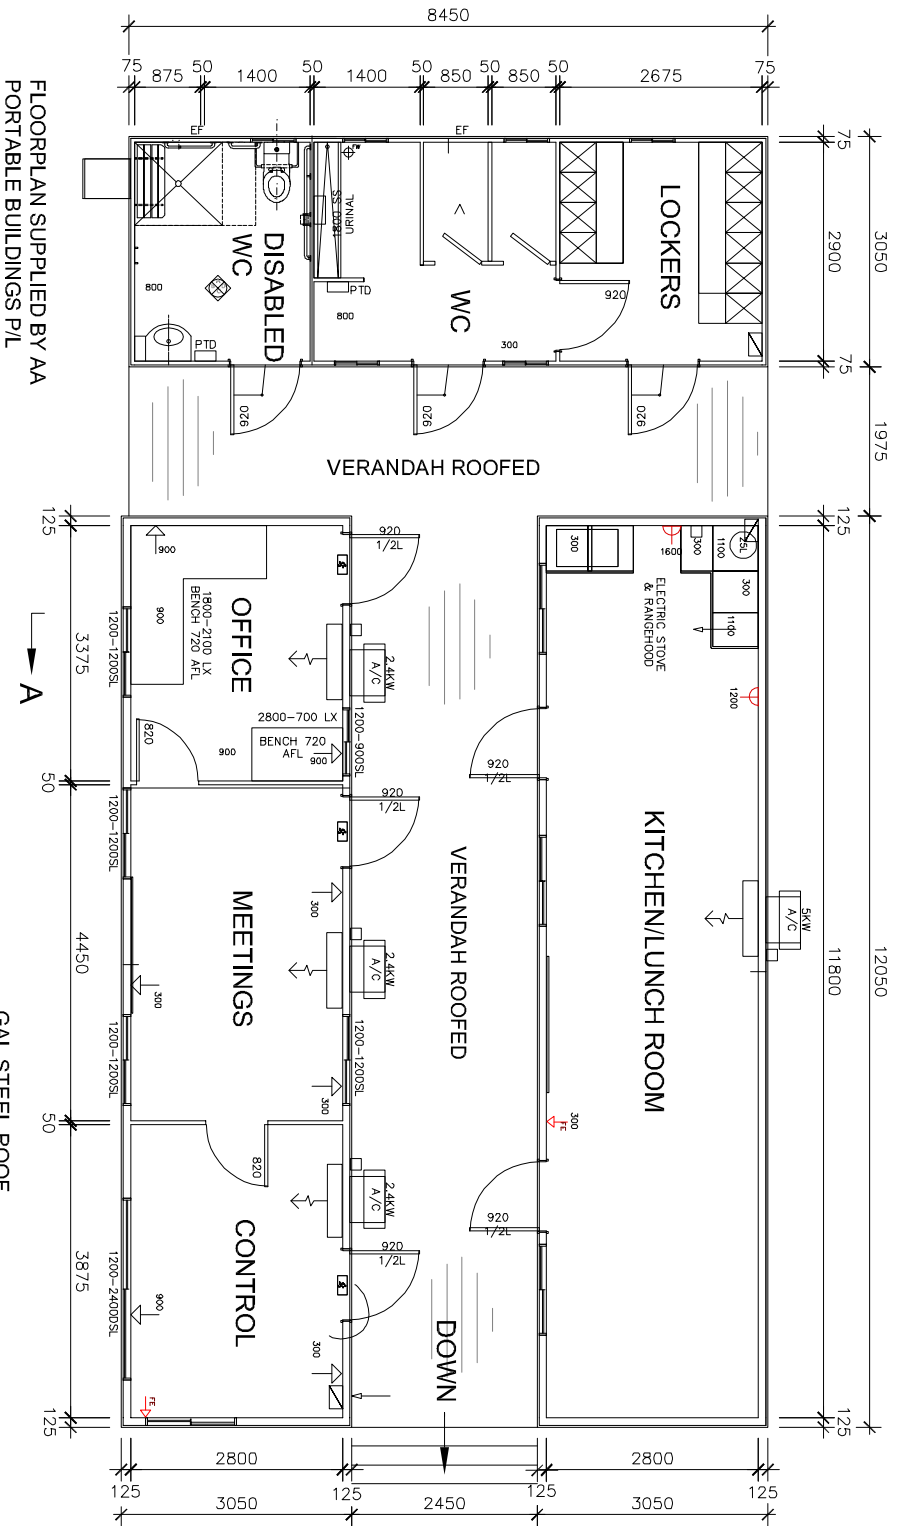 8450
75
875
50
1400
50
1400
50
850
50
850
50
2675
75
EF
EF
75
2900
75
3050
1975
FLOORPLAN SUPPLIED BY AA
PORTABLE BUILDINGS P/L
DISABLED
WC
800
PTD
URINAL
1800 SS
PTD
800
WC
300
LOCKERS
920
920
920
920
VERANDAH ROOFED
125
125
900
920
1/2L
OFFICE
1800-2100 LX
BENCH 720 AFL
900
1200-1200SL
3375
2.4KW
A/C
2800-700 LX
BENCH 720
AFL
900
900
820
1200-900SL
A
300
1600
300
1100
25L
300
1100
ELECTRIC STOVE
& RANGEHOOD
1200
920
1/2L
50
920
1/2L
1200-1200SL
MEETINGS
300
300
300
2.4KW
A/C
4450
1200-1200SL
1200-1200SL
VERANDAH ROOFED
KITCHEN/LUNCH ROOM
5KW
A/C
11800
12050
300
FE
50
820
2.4KW
A/C
920
1/2L
920
1/2L
CONTROL
900
300
3875
1200-2400DSL
FE
DOWN
125
125
GAL STEEL ROOF
2800
2800
125
125
125
125
3050
2450
3050